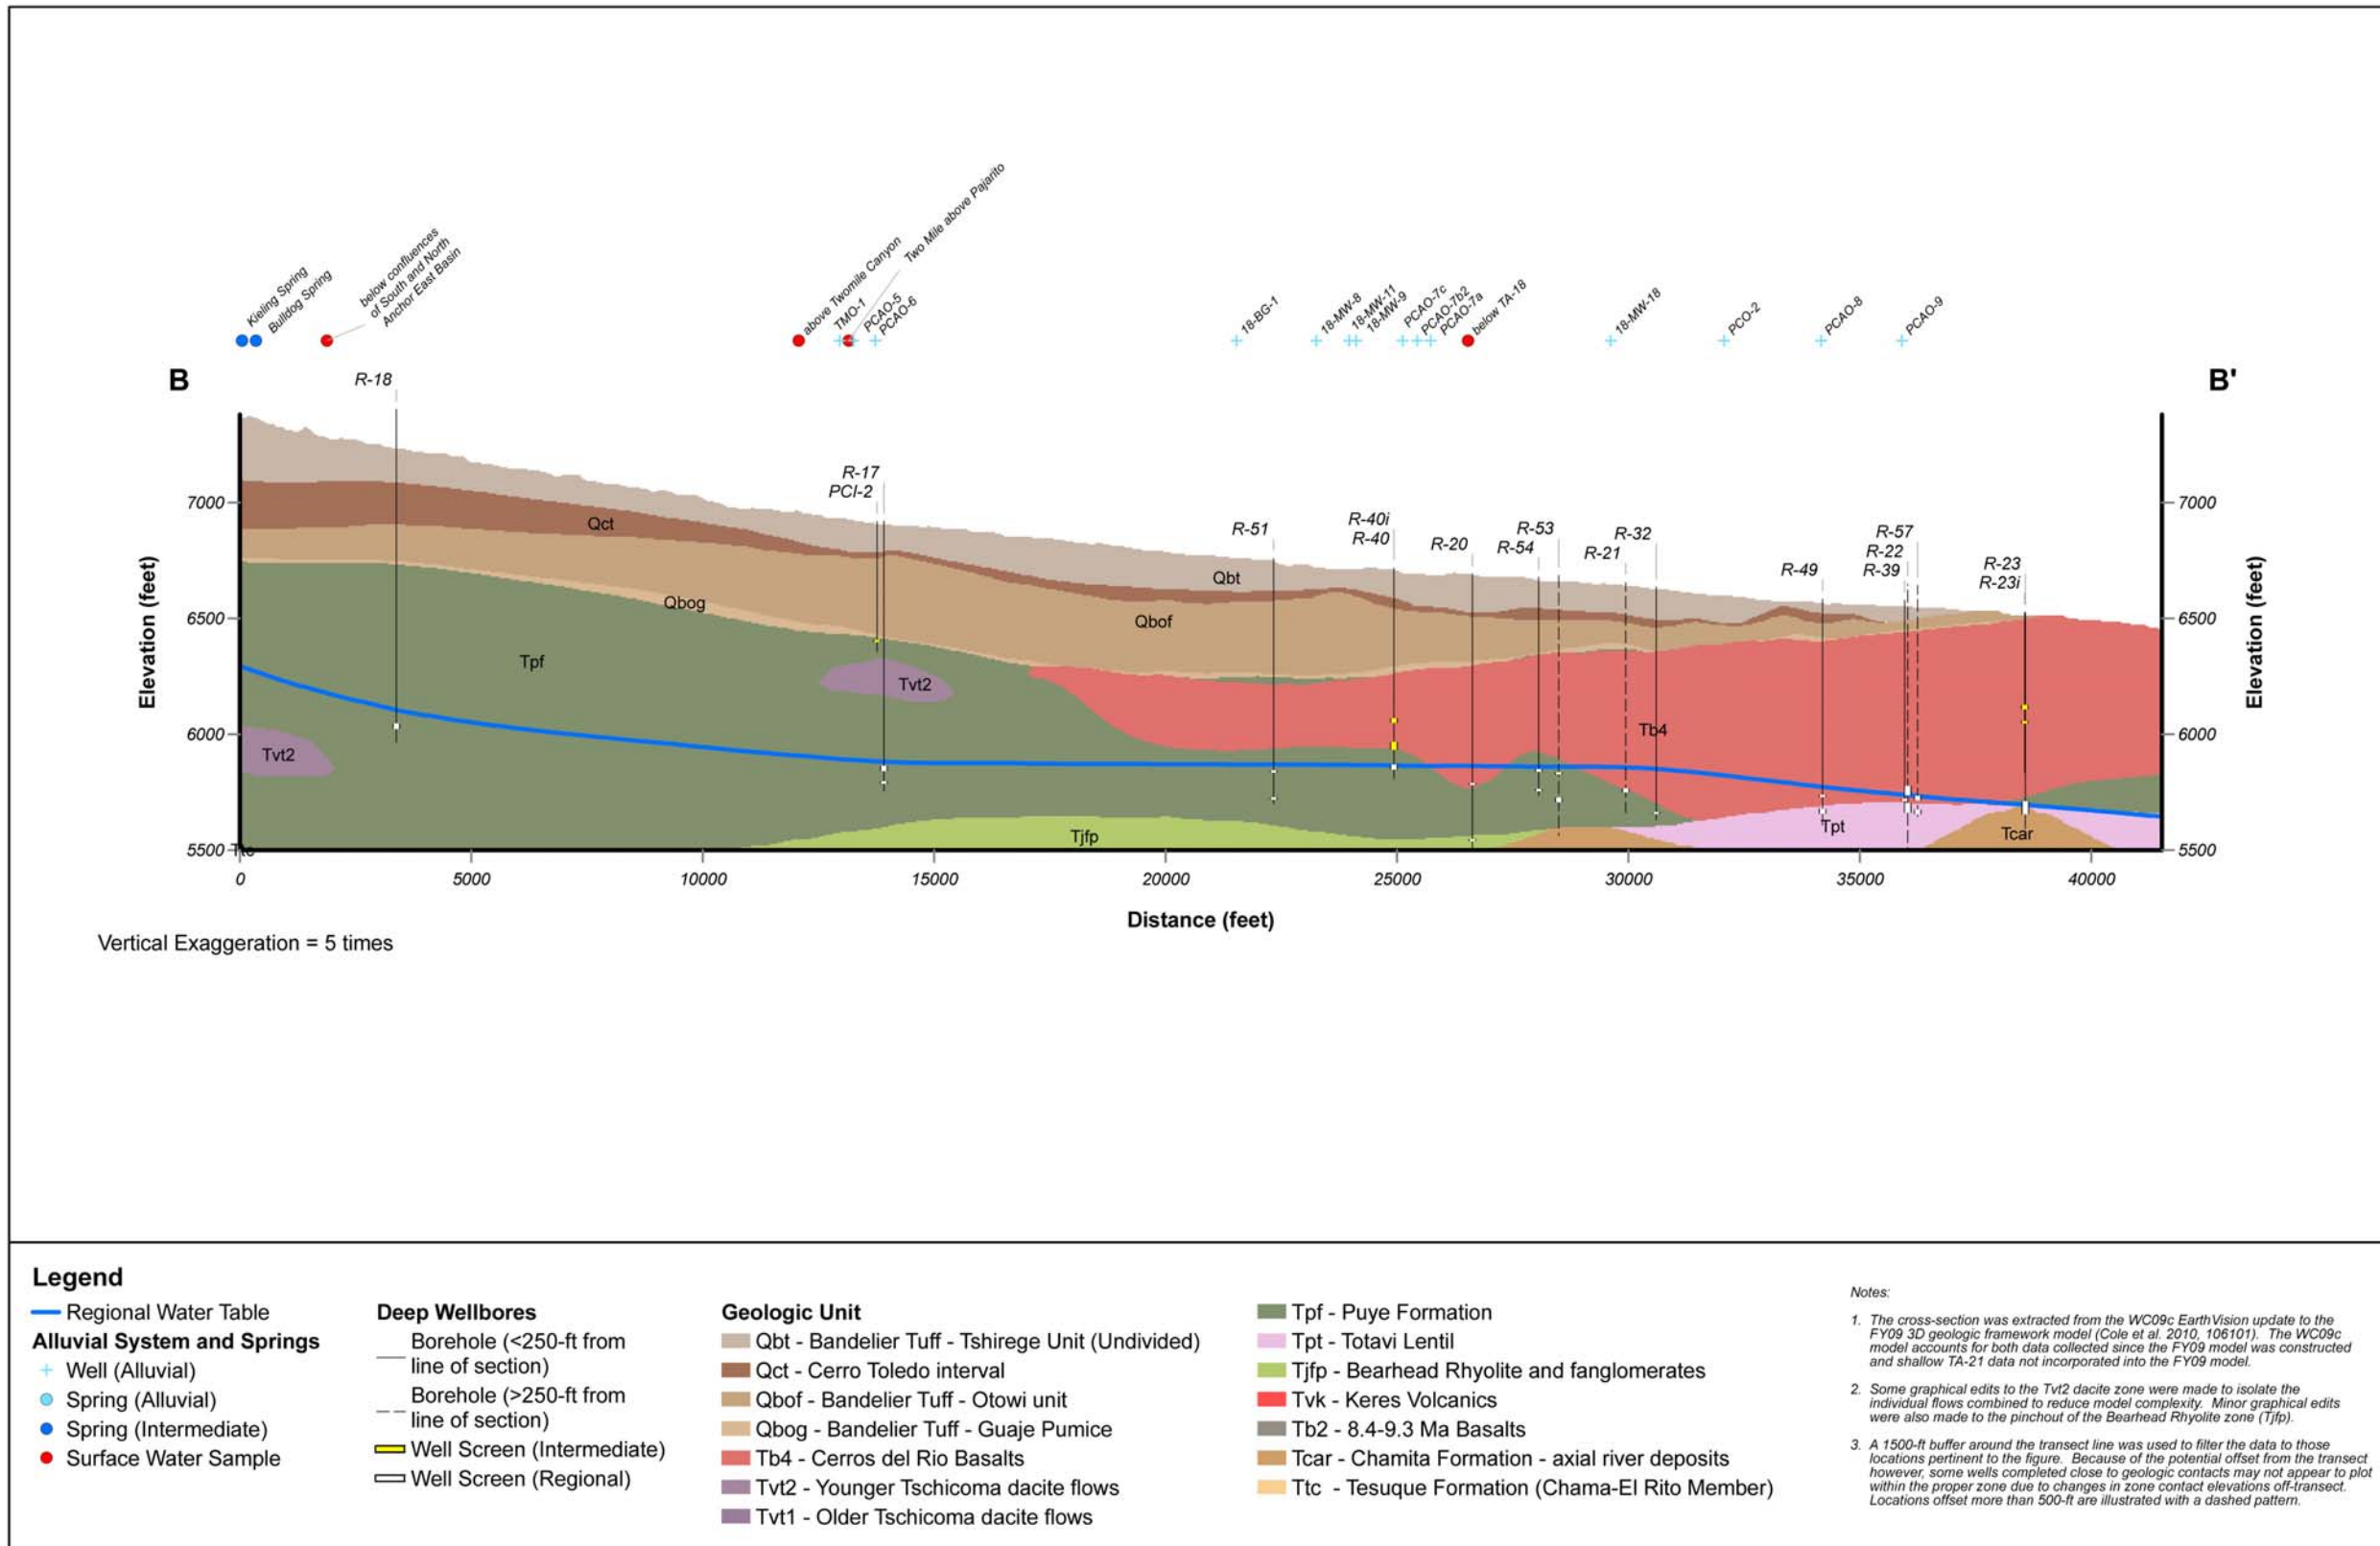 Kieling Spring
Bulldog Spring
below confluences
of South and North
Anchor East Basin
above Twomile Canyon
TMO-1
Two Mile above Pajarito
PCAO-5
PCAO-6
18-BG-1
18-MW-8
18-MW-11
18-MW-9
PCAO-7c
PCAO-7b2
PCAO-7a
below TA-18
18-MW-18
PCO-2
PCAO-8
PCAO-9
B
B'
R-18
R-17
PCI-2
R-51
R-40i
R-40
R-20
R-53
R-54
R-21
R-32
R-49
R-57
R-22
R-39
R-23
R-23i
Elevation (feet)
7000
6500
6000
5500
Qct
Qbog
Tpf
Tvt2
Tvt2
Qbt
Qbof
Tb4
Tjfp
Tpt
Tcar
Ttc
7000
6500
6000
5500
Elevation (feet)
0 5000 10000 15000 20000 25000 30000 35000 40000
Distance (feet)
Vertical Exaggeration = 5 times
Legend
Regional Water Table
Alluvial System and Springs
Well (Alluvial)
Spring (Alluvial)
Spring (Intermediate)
Surface Water Sample
Deep Wellbores
Borehole (<250-ft from
line of section)
Borehole (>250-ft from
line of section)
Well Screen (Intermediate)
Well Screen (Regional)
Geologic Unit
Qbt - Bandelier Tuff - Tshirege Unit (Undivided)
Qct - Cerro Toledo interval
Qbof - Bandelier Tuff - Otowi unit
Qbog - Bandelier Tuff - Guaje Pumice
Tb4 - Cerros del Rio Basalts
Tvt2 - Younger Tschicoma dacite flows
Tvt1 - Older Tschicoma dacite flows
Tpf - Puye Formation
Tpt - Totavi Lentil
Tjfp - Bearhead Rhyolite and fanglomerates
Tvk - Keres Volcanics
Tb2 - 8.4-9.3 Ma Basalts
Tcar - Chamita Formation - axial river deposits
Ttc - Tesuque Formation (Chama-El Rito Member)
Notes:
1. The cross-section was extracted from the WC09c EarthVision update to the
FY09 3D geologic framework model (Cole et al. 2010, 106101). The WC09c
model accounts for both data collected since the FY09 model was constructed
and shallow TA-21 data not incorporated into the FY09 model.
2. Some graphical edits to the Tvt2 dacite zone were made to isolate the
individual flows combined to reduce model complexity. Minor graphical edits
were also made to the pinchout of the Bearhead Rhyolite zone (Tjfp).
3. A 1500-ft buffer around the transect line was used to filter the data to those
locations pertinent to the figure. Because of the potential offset from the transect
however, some wells completed close to geologic contacts may not appear to plot
within the proper zone due to changes in zone contact elevations off-transect.
Locations offset more than 500-ft are illustrated with a dashed pattern.